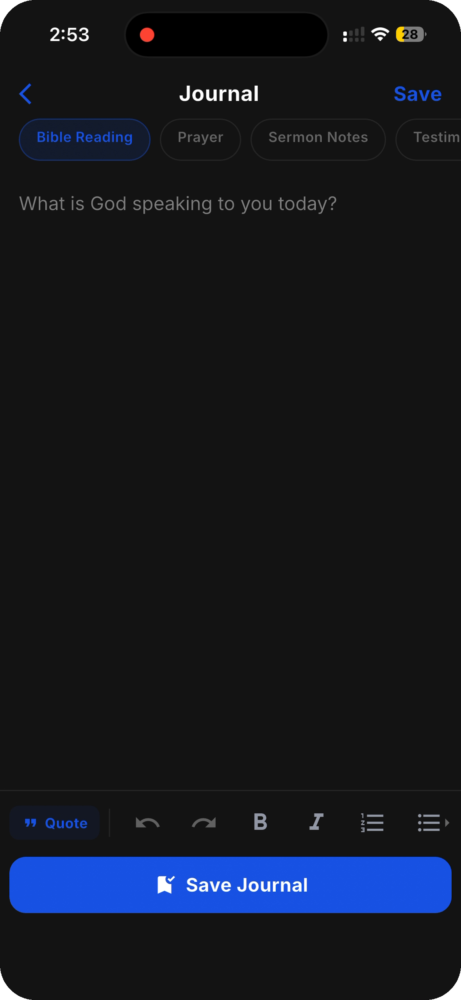 2:53
28
Journal
Save
Bible Reading
Prayer
Sermon Notes
Testim
What is God speaking to you today?
Quote
B
I
Save Journal